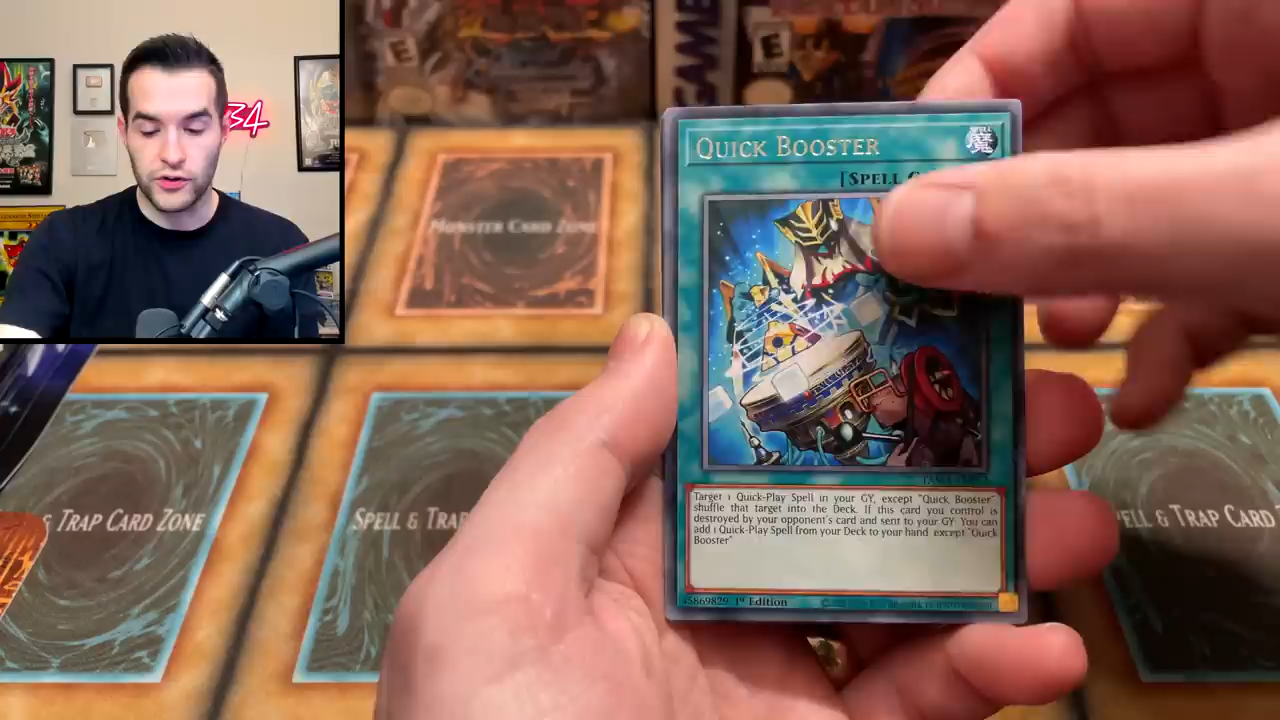 34
GAME
E
E
MONSTER CARD ZONE
QUICK BOOSTER
[SPELL
Target 1 Quick-Play Spell in your GY, except "Quick Booster"
shuffle that target into the Deck. If this card you control is
destroyed by your opponent's card and sent to your GY: You can
add 1 Quick-Play Spell from your Deck to your hand except "Quick
Booster"
5869829 1st Edition
& TRAP CARD ZONE
SPELL & TRAP
& TRAP CARD